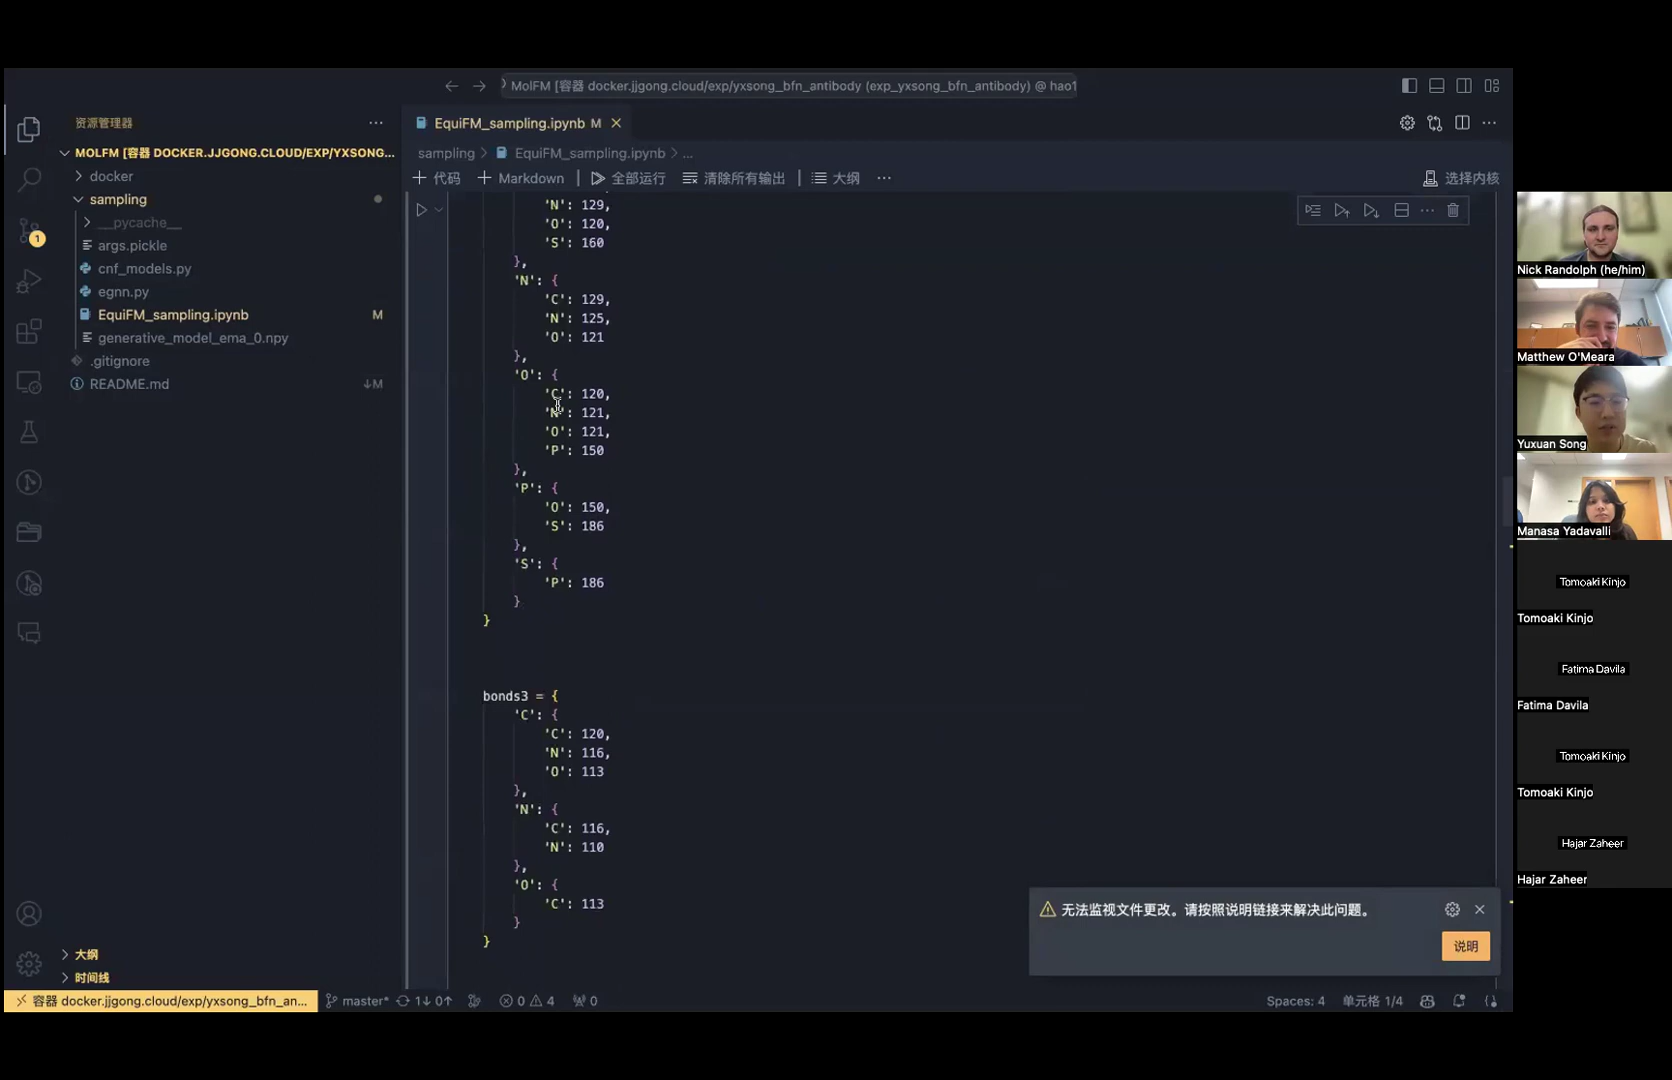 MolFM [容器 docker.jjgong.cloud/exp/yxsong_bfn_antibody (exp_yxsong_bfn_antibody) @ hao1
资源管理器
EquiFM_sampling.ipynb M
MOLFM [容器 DOCKER.JJGONG.CLOUD/EXP/YXSONG...
sampling > EquiFM_sampling.ipynb > ...
docker
代码 Markdown 全部运行 清除所有输出 大纲 ...
选择内核
sampling
__pycache__
args.pickle
cnf_models.py
egnn.py
EquiFM_sampling.ipynb M
generative_model_ema_0.npy
.gitignore
README.md ↓M
1
'N': 129,
'O': 120,
'S': 160
},
'N': {
'C': 129,
'N': 125,
'O': 121
},
'O': {
'C': 120,
'N': 121,
'O': 121,
'P': 150
},
'P': {
'O': 150,
'S': 186
},
'S': {
'P': 186
}
}
bonds3 = {
'C': {
'C': 120,
'N': 116,
'O': 113
},
'N': {
'C': 116,
'N': 110
},
'O': {
'C': 113
}
}
无法监视文件更改。请按照说明链接来解决此问题。
说明
大纲
时间线
容器 docker.jjgong.cloud/exp/yxsong_bfn_an... master* 1↓ 0↑ 0 4 0
Spaces: 4 单元格 1/4
Nick Randolph (he/him)
Matthew O'Meara
Yuxuan Song
Manasa Yadavalli
Tomoaki Kinjo
Tomoaki Kinjo
Fatima Davila
Fatima Davila
Tomoaki Kinjo
Tomoaki Kinjo
Hajar Zaheer
Hajar Zaheer